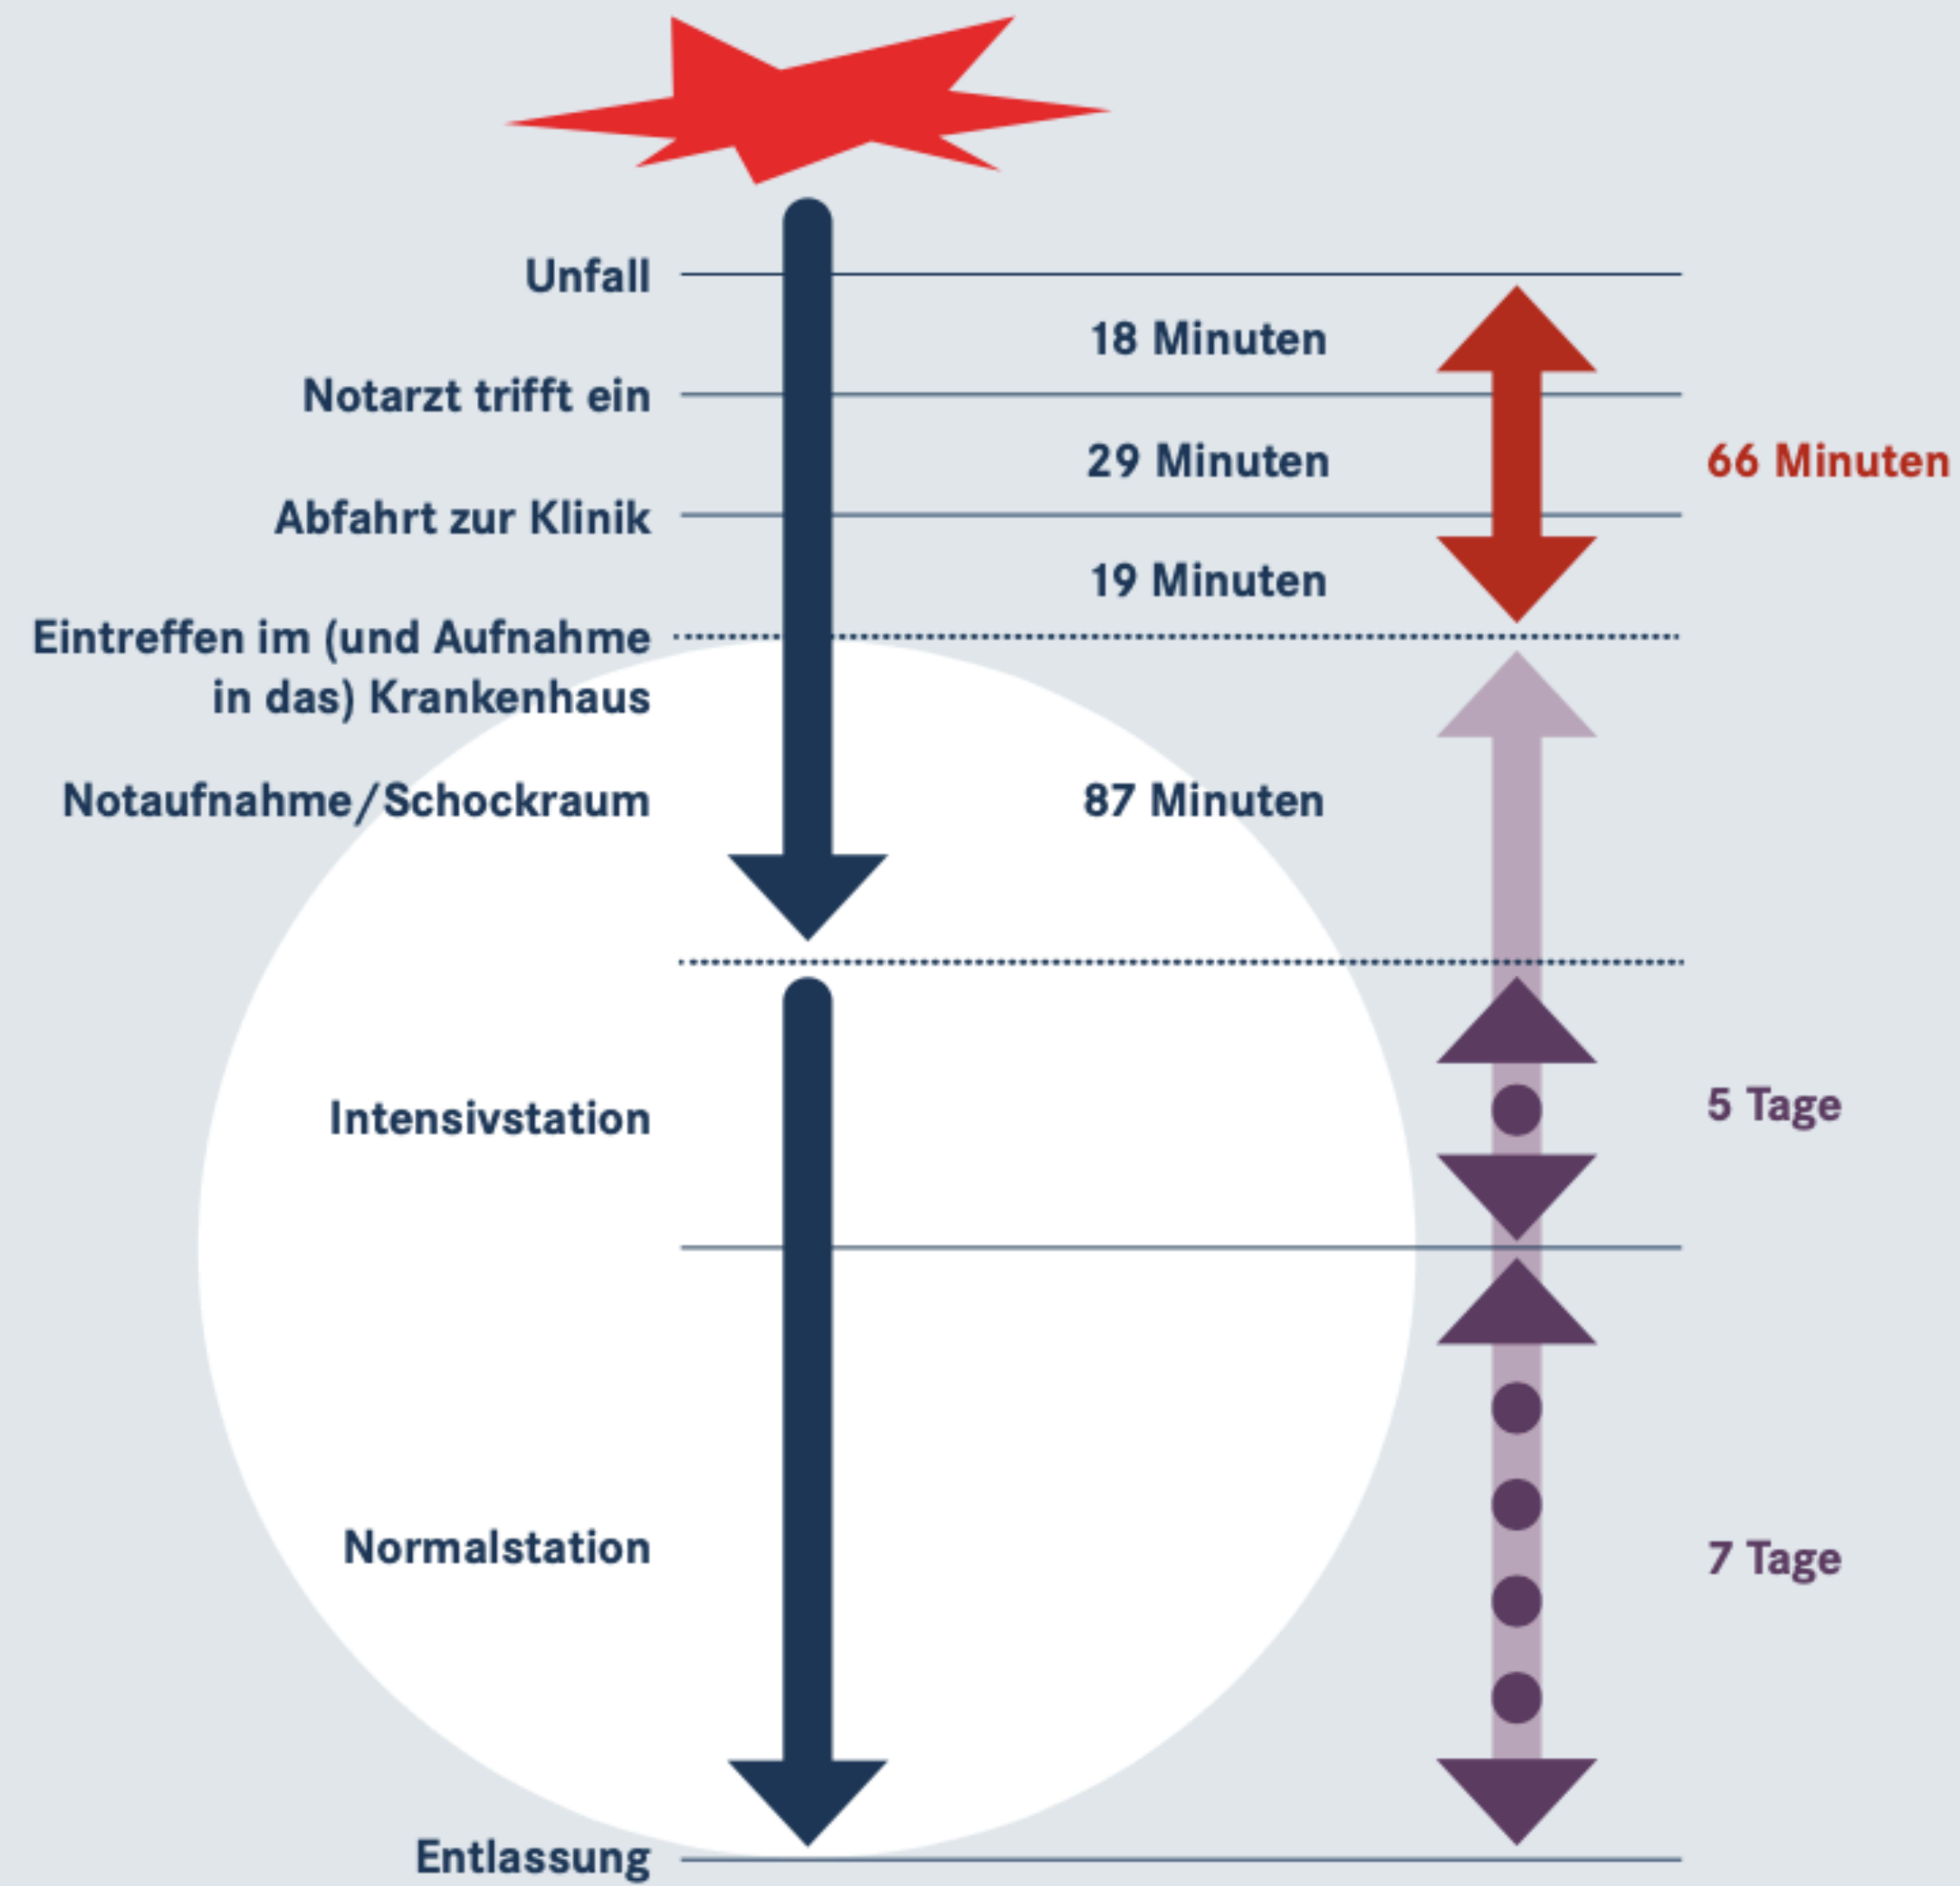 Unfall
18 Minuten
Notarzt trifft ein
29 Minuten
66 Minuten
Abfahrt zur Klinik
19 Minuten
Eintreffen im (und Aufnahme
in das) Krankenhaus
Notaufnahme/Schockraum
87 Minuten
Intensivstation
5 Tage
Normalstation
7 Tage
Entlassung